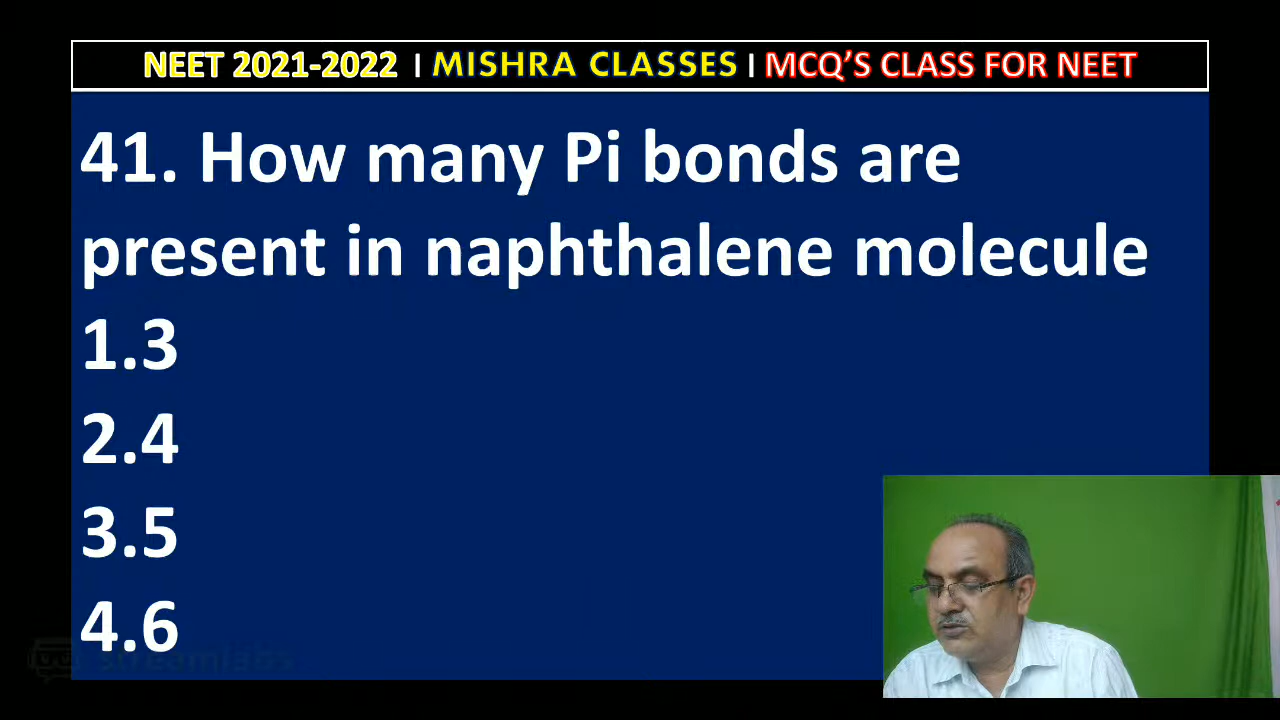 NEET 2021-2022 I MISHRA CLASSES I MCQ’S CLASS FOR NEET
41. How many Pi bonds are
present in naphthalene molecule
1.3
2.4
3.5
4.6
streamlabs